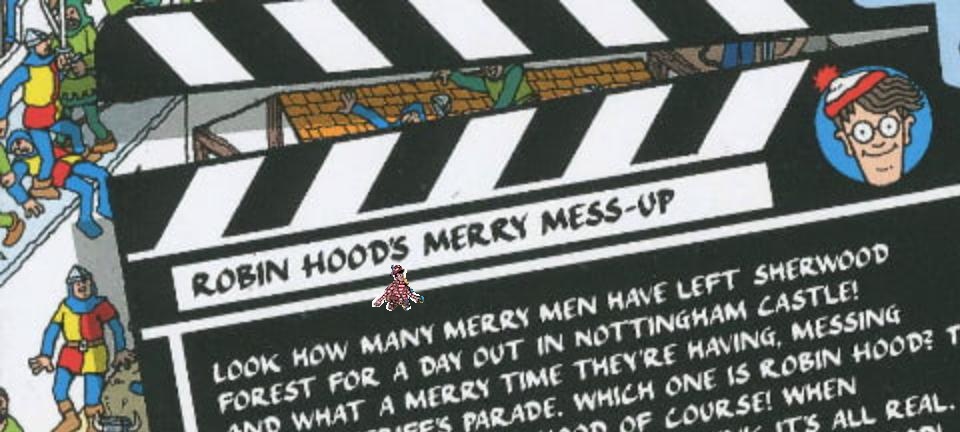 ROBIN HOOD'S MERRY MESS-UP
LOOK HOW MANY MERRY MEN HAVE LEFT SHERWOOD
FOREST FOR A DAY OUT IN NOTTINGHAM CASTLE!
AND WHAT A MERRY TIME THEY'RE HAVING, MESSING
PARADE. WHICH ONE IS ROBIN HOOD?
OF COURSE! WHEN
IT'S ALL REAL.